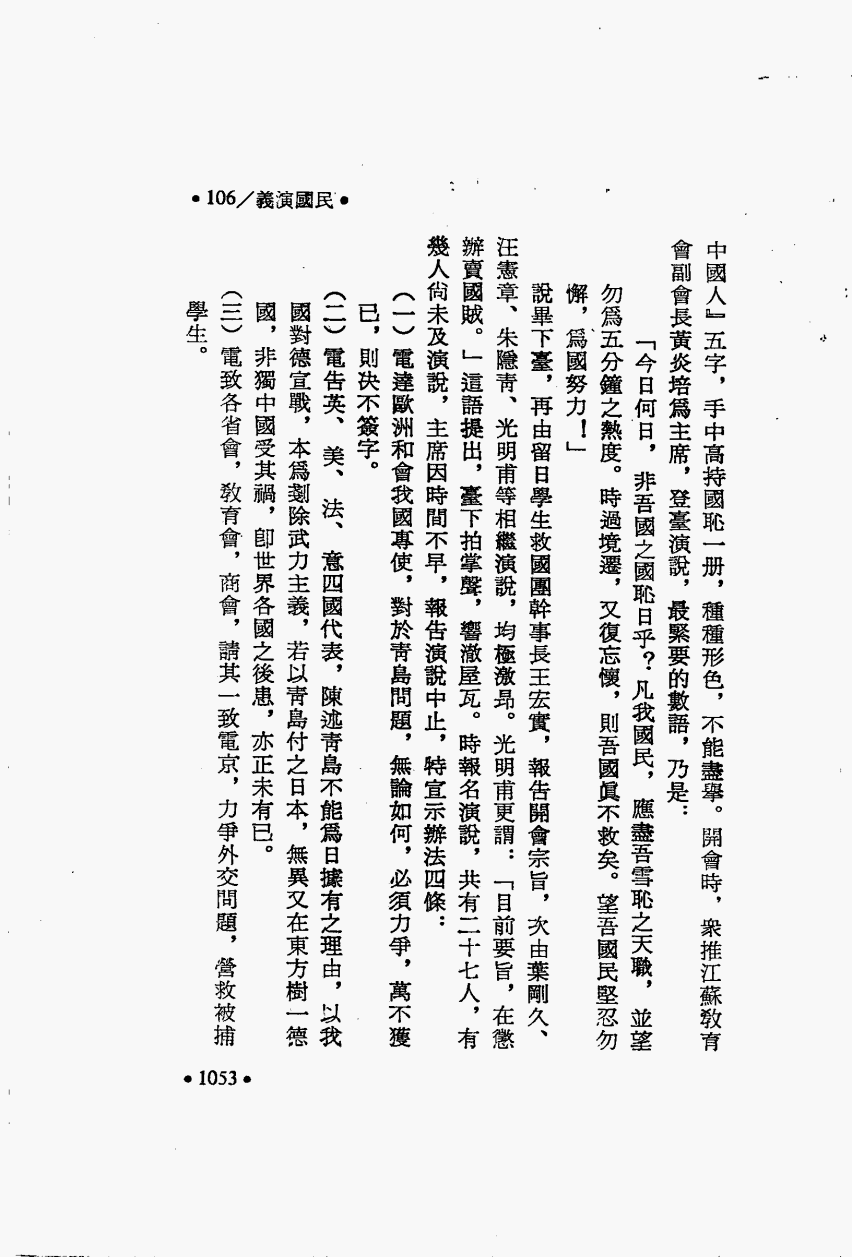 •106／義演國民•
中國人』五字，手中高持國恥一册，種種形色，不能盡舉。開會時，衆推江蘇敎育
會副會長黃炎培爲主席，登臺演說，最緊要的數語，乃是：
「今日何日，非吾國之國恥日乎？凡我國民，應盡吾雪恥之天職，並望
勿爲五分鐘之熱度。時過境遷，又復忘懷，則吾國眞不救矣。望吾國民堅忍勿
懈，爲國努力！」
說畢下臺，再由留日學生救國團幹事長王宏實，報告開會宗旨，次由葉剛久、
汪憲章、朱隱靑、光明甫等相繼演說，均極激昂。光明甫更謂：「目前要旨，在懲
辦賣國賊。」這語提出，臺下拍掌聲，響澈屋瓦。時報名演說，共有二十七人，有
幾人尙未及演說，主席因時間不早，報告演說中止，特宣示辦法四條：
（一）電達歐洲和會我國專使，對於靑島問題，無論如何，必須力爭，萬不獲
已，則決不簽字。
（二）電告英、美、法、意四國代表，陳述靑島不能爲日據有之理由，以我
國對德宣戰，本爲剗除武力主義，若以靑島付之日本，無異又在東方樹一德
國，非獨中國受其禍，卽世界各國之後患，亦正未有已。
（三）電致各省會，敎育會，商會，請其一致電京，力爭外交問題，營救被捕
學生。
•1053•